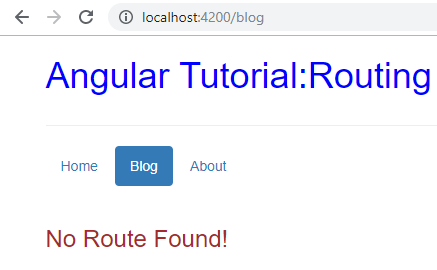 localhost:4200/blog
Angular Tutorial:Routing
Home Blog About
No Route Found!